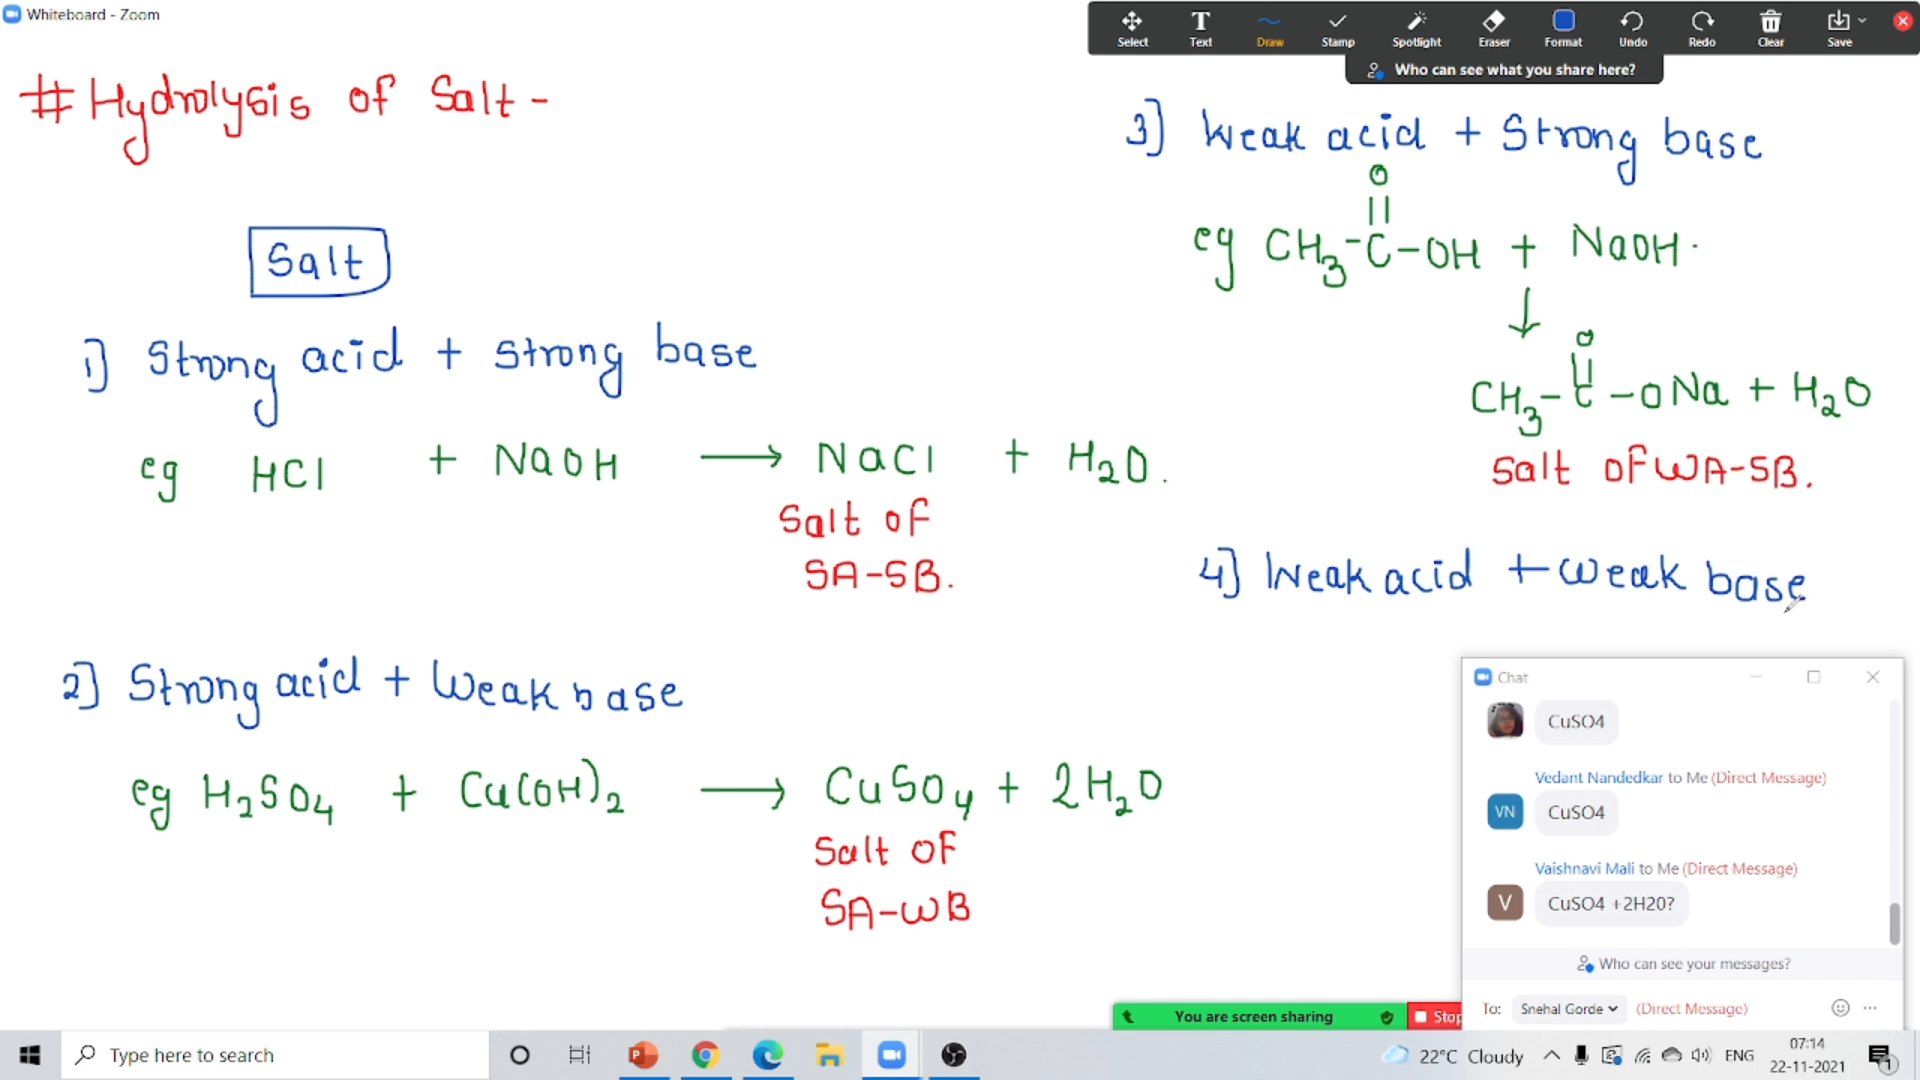 Whiteboard - Zoom
Select Text Draw Stamp Spotlight Eraser Format Undo Redo Clear Save
Who can see what you share here?
# Hydrolysis of Salt -
Salt
1) Strong acid + strong base
eg HCl + NaOH ⟶ NaCl + H2O.
Salt of
SA-SB.
2) Strong acid + Weak base
eg H2SO4 + Cu(OH)2 ⟶ CuSO4 + 2H2O
Salt of
SA-WB
3) Weak acid + Strong base
O
||
eg CH3-C-OH + NaOH.
↓
O
||
CH3-C-ONa + H2O
Salt of WA-SB.
4) Weak acid + weak base
Chat
CuSO4
Vedant Nandedkar to Me (Direct Message)
VN CuSO4
Vaishnavi Mali to Me (Direct Message)
V CuSO4 +2H20?
Who can see your messages?
To: Snehal Gorde (Direct Message)
You are screen sharing Stop
Type here to search
22°C Cloudy ENG 07:14
22-11-2021 1